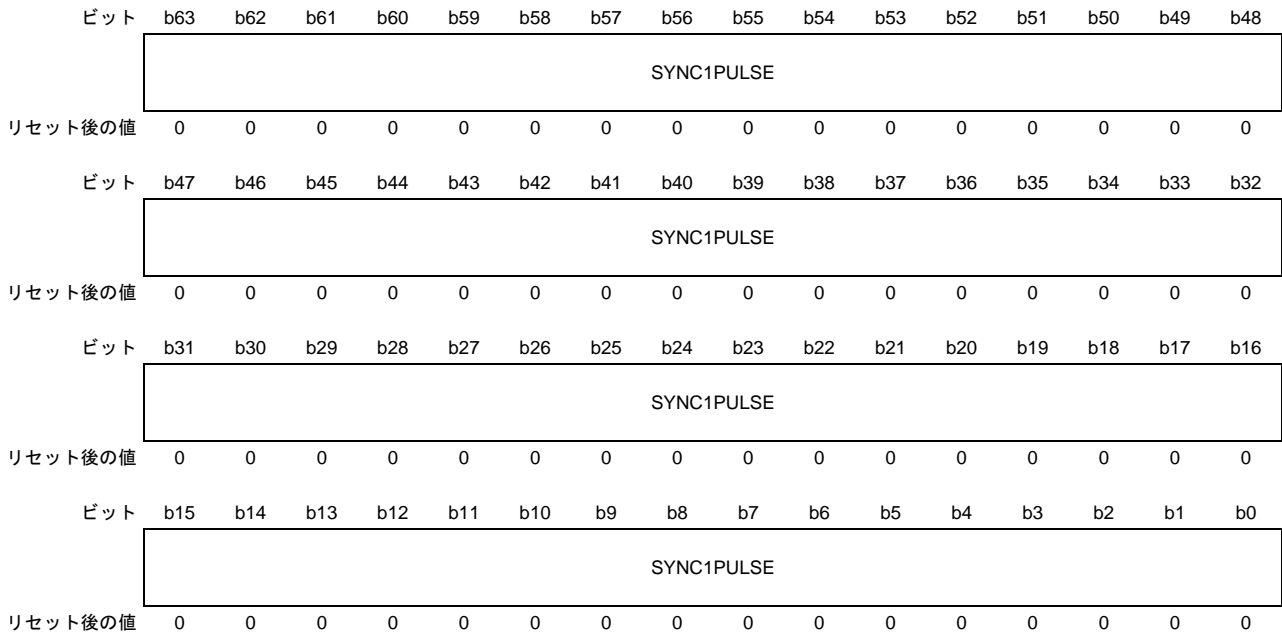 ビット b63 b62 b61 b60 b59 b58 b57 b56 b55 b54 b53 b52 b51 b50 b49 b48
SYNC1PULSE
リセット後の値 0 0 0 0 0 0 0 0 0 0 0 0 0 0 0 0
ビット b47 b46 b45 b44 b43 b42 b41 b40 b39 b38 b37 b36 b35 b34 b33 b32
SYNC1PULSE
リセット後の値 0 0 0 0 0 0 0 0 0 0 0 0 0 0 0 0
ビット b31 b30 b29 b28 b27 b26 b25 b24 b23 b22 b21 b20 b19 b18 b17 b16
SYNC1PULSE
リセット後の値 0 0 0 0 0 0 0 0 0 0 0 0 0 0 0 0
ビット b15 b14 b13 b12 b11 b10 b9 b8 b7 b6 b5 b4 b3 b2 b1 b0
SYNC1PULSE
リセット後の値 0 0 0 0 0 0 0 0 0 0 0 0 0 0 0 0